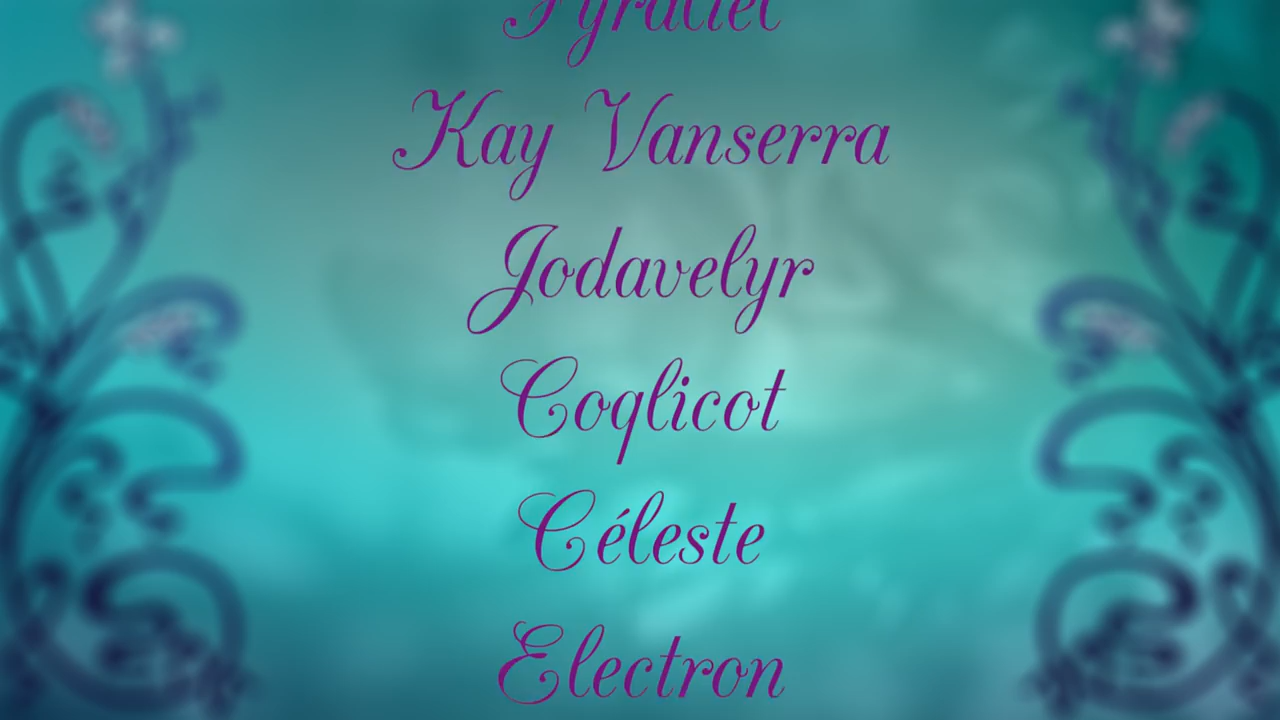 Kay Vanserra
Jodavelyr
Coqlicot
Céleste
Electron